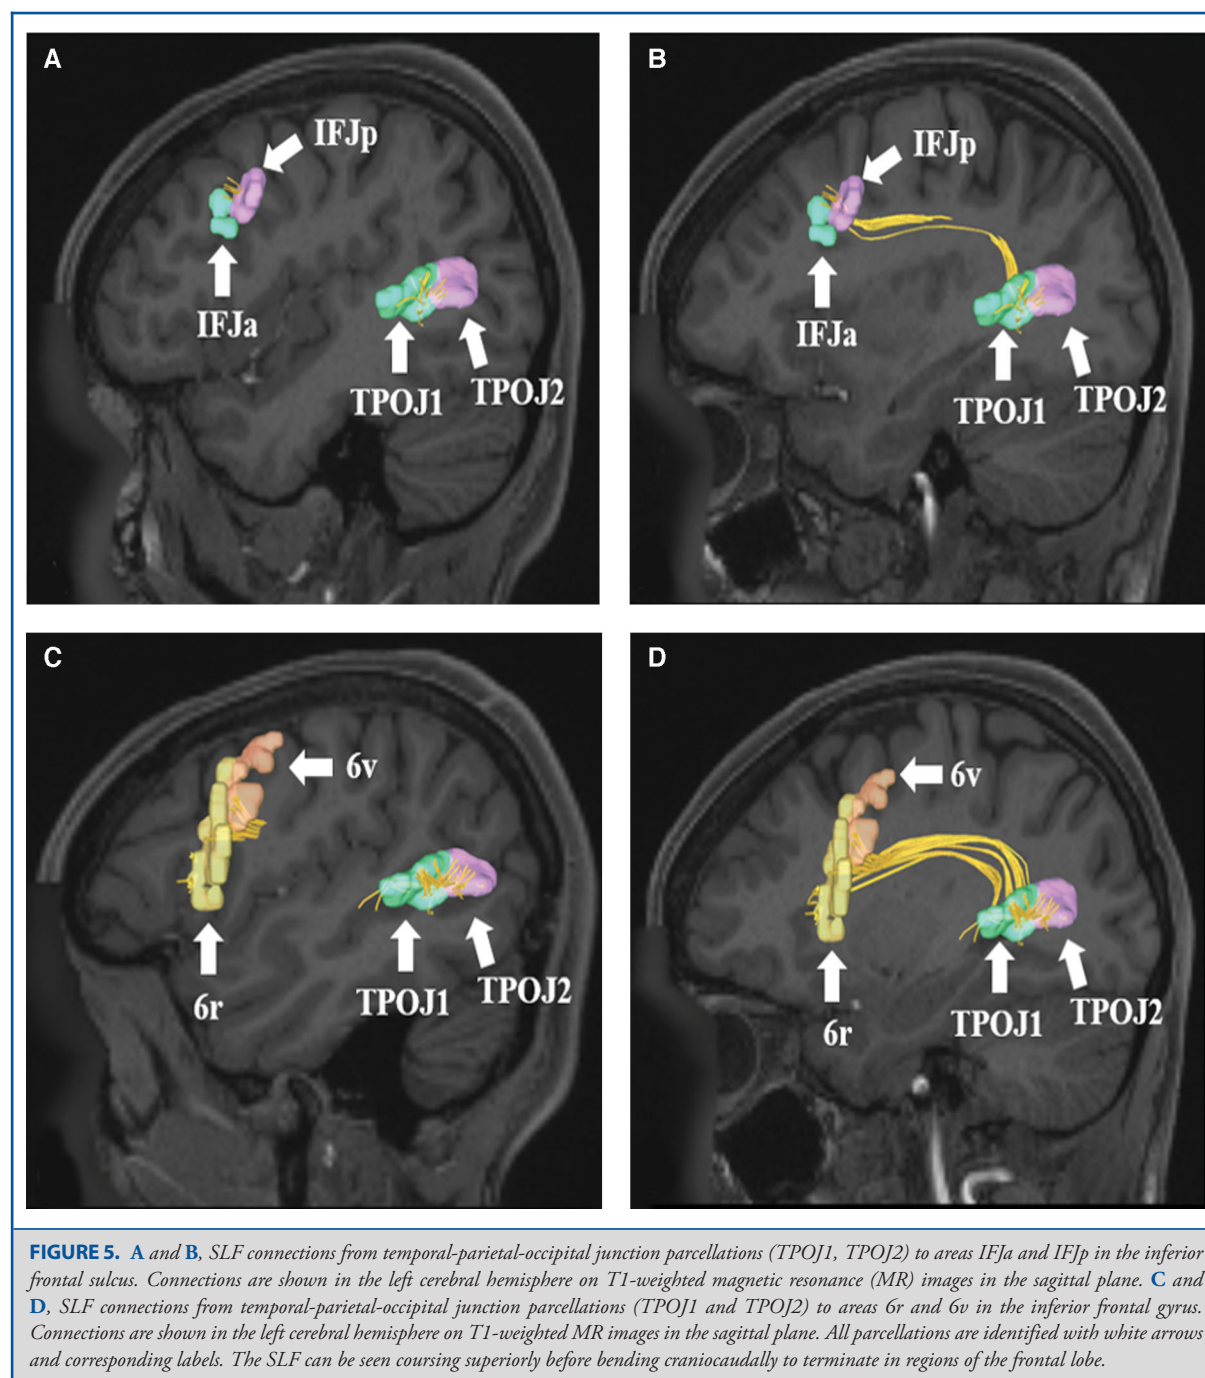 A
IFJp
IFJa
TPOJ1
TPOJ2
B
IFJp
IFJa
TPOJ1
TPOJ2
C
6v
6r
TPOJ1
TPOJ2
D
6v
6r
TPOJ1
TPOJ2
FIGURE 5. A and B, SLF connections from temporal-parietal-occipital junction parcellations (TPOJ1, TPOJ2) to areas IFJa and IFJp in the inferior
frontal sulcus. Connections are shown in the left cerebral hemisphere on T1-weighted magnetic resonance (MR) images in the sagittal plane. C and
D, SLF connections from temporal-parietal-occipital junction parcellations (TPOJ1 and TPOJ2) to areas 6r and 6v in the inferior frontal gyrus.
Connections are shown in the left cerebral hemisphere on T1-weighted MR images in the sagittal plane. All parcellations are identified with white arrows
and corresponding labels. The SLF can be seen coursing superiorly before bending craniocaudally to terminate in regions of the frontal lobe.